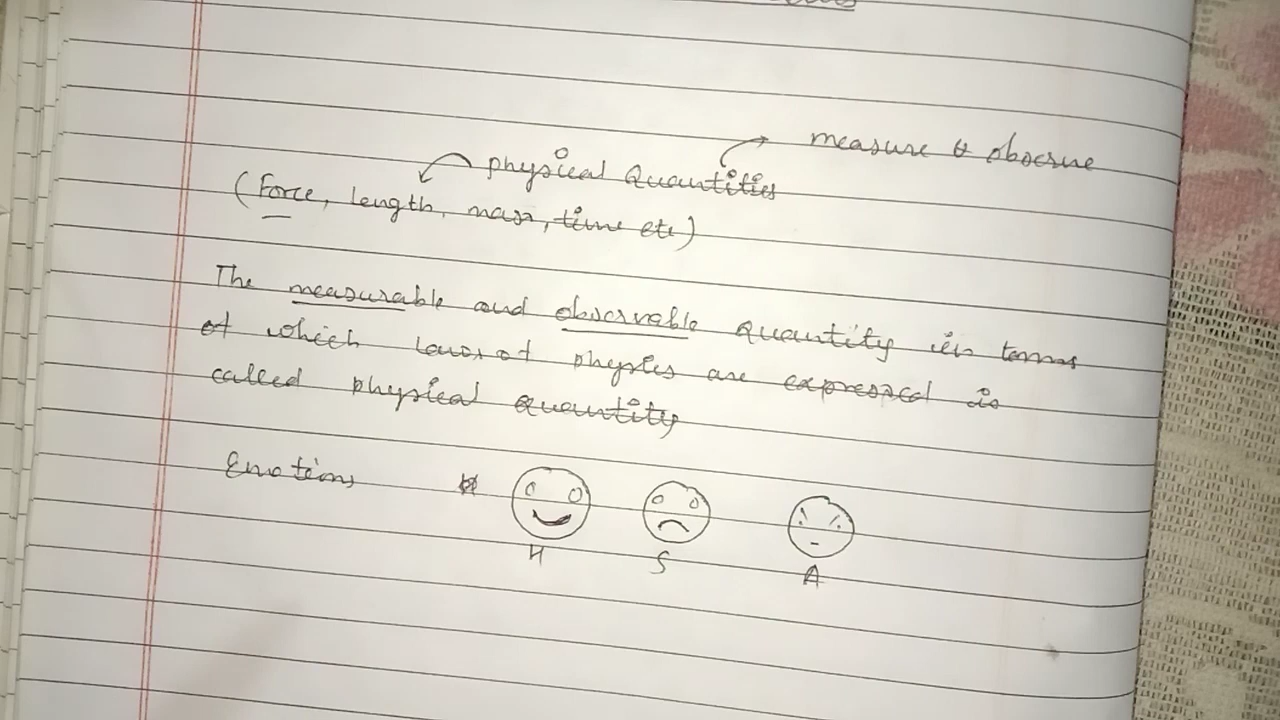 measure & observe
physical Quantities
(Force, length, mass, time etc)
The measurable and observable quantity in terms
of which laws of physics are expressed is
called physical quantity
Emotions
H S A